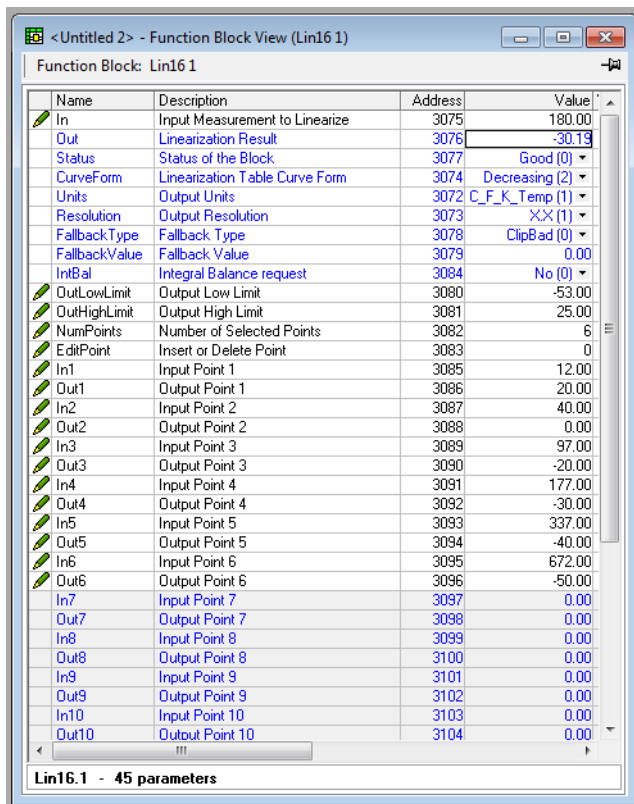 <Untitled 2> - Function Block View (Lin16 1)
Function Block: Lin16 1
Name Description Address Value
In Input Measurement to Linearize 3075 180.00
Out Linearization Result 3076 -30.19
Status Status of the Block 3077 Good (0)
CurveForm Linearization Table Curve Form 3074 Decreasing (2)
Units Output Units 3072 C_F_K_Temp (1)
Resolution Output Resolution 3073 X.X (1)
FallbackType Fallback Type 3078 ClipBad (0)
FallbackValue Fallback Value 3079 0.00
IntBal Integral Balance request 3084 No (0)
OutLowLimit Output Low Limit 3080 -53.00
OutHighLimit Output High Limit 3081 25.00
NumPoints Number of Selected Points 3082 6
EditPoint Insert or Delete Point 3083 0
In1 Input Point 1 3085 12.00
Out1 Output Point 1 3086 20.00
In2 Input Point 2 3087 40.00
Out2 Output Point 2 3088 0.00
In3 Input Point 3 3089 97.00
Out3 Output Point 3 3090 -20.00
In4 Input Point 4 3091 177.00
Out4 Output Point 4 3092 -30.00
In5 Input Point 5 3093 337.00
Out5 Output Point 5 3094 -40.00
In6 Input Point 6 3095 672.00
Out6 Output Point 6 3096 -50.00
In7 Input Point 7 3097 0.00
Out7 Output Point 7 3098 0.00
In8 Input Point 8 3099 0.00
Out8 Output Point 8 3100 0.00
In9 Input Point 9 3101 0.00
Out9 Output Point 9 3102 0.00
In10 Input Point 10 3103 0.00
Out10 Output Point 10 3104 0.00
Lin16.1 - 45 parameters